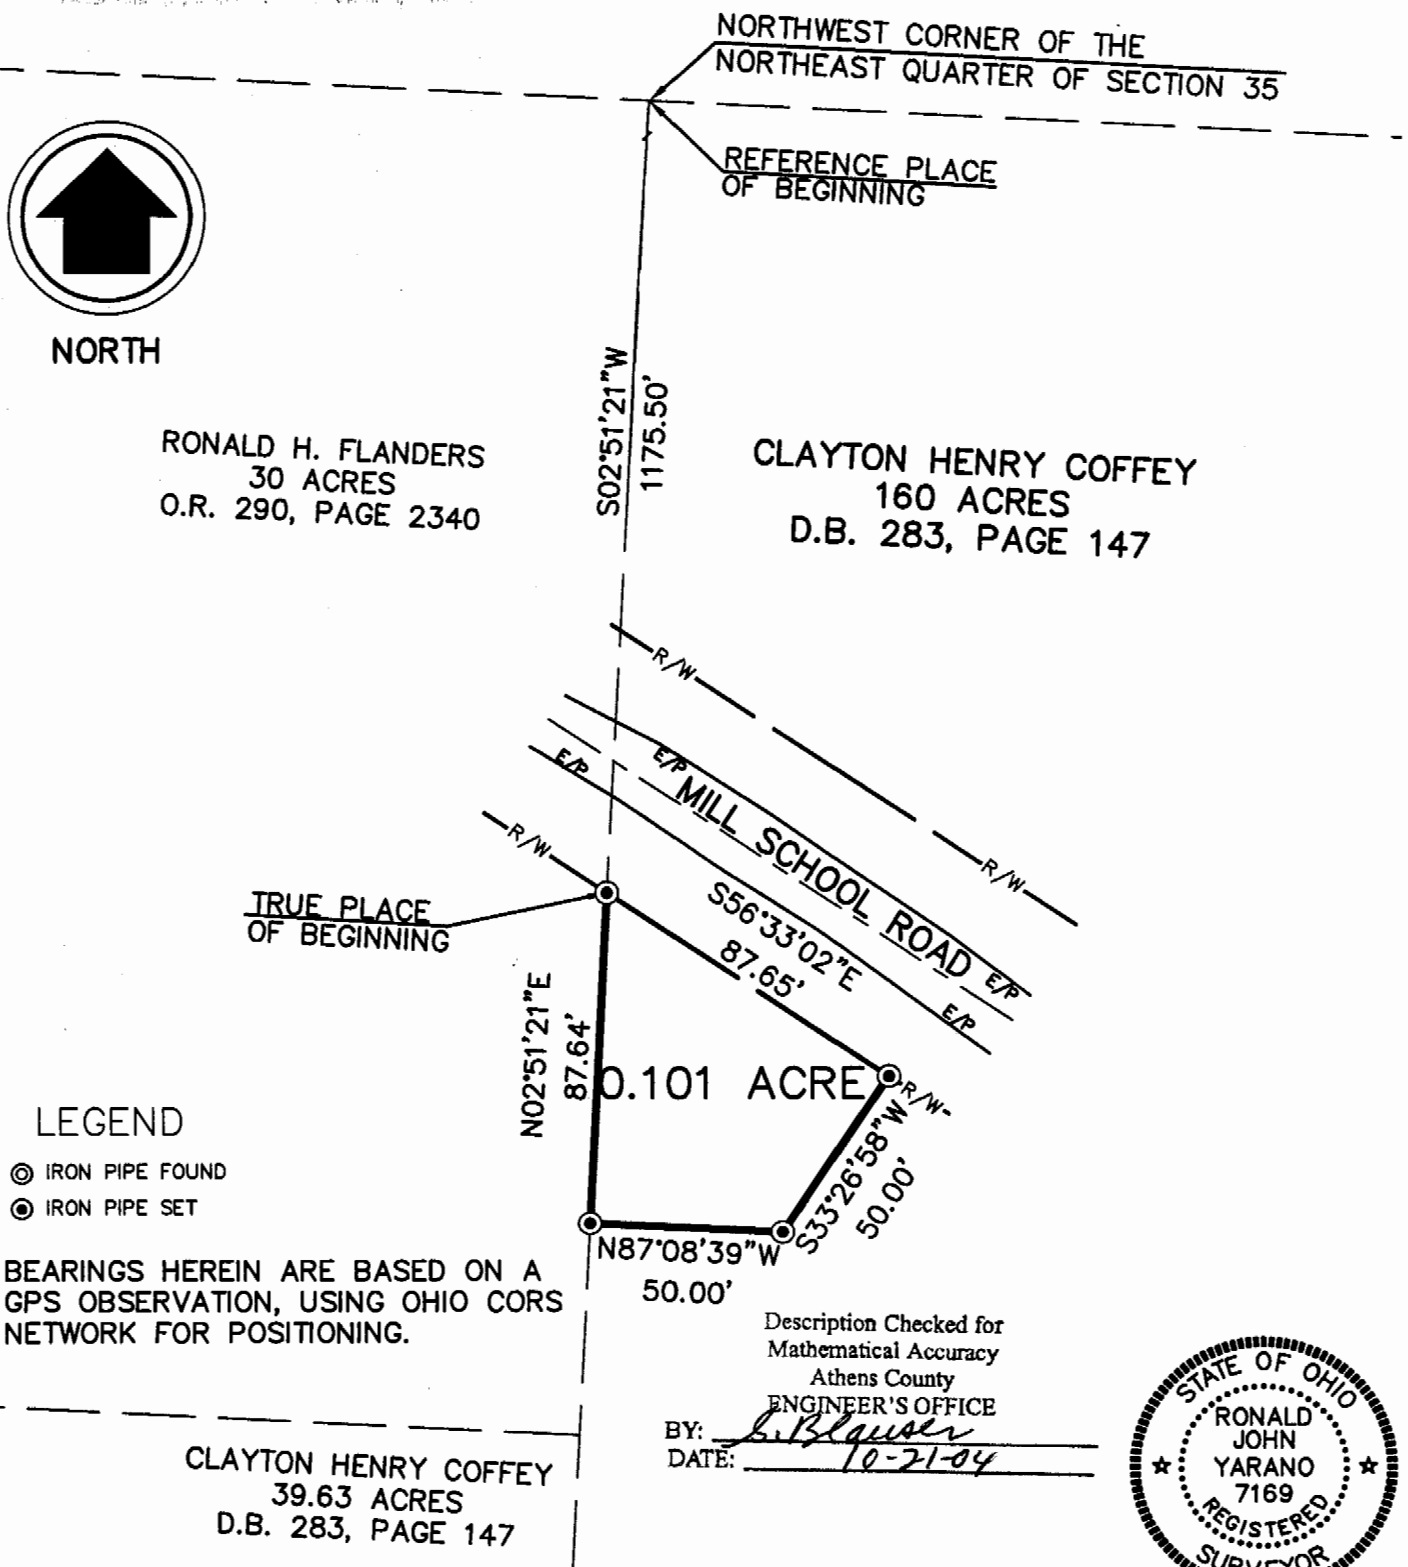 NORTHWEST CORNER OF THE
NORTHEAST QUARTER OF SECTION 35
REFERENCE PLACE
OF BEGINNING
NORTH
S02°51'21"W
1175.50'
RONALD H. FLANDERS
30 ACRES
O.R. 290, PAGE 2340
CLAYTON HENRY COFFEY
160 ACRES
D.B. 283, PAGE 147
R/W
E/P
E/P
MILL SCHOOL ROAD
R/W
R/W
E/P
E/P
S56°33'02"E
87.65'
TRUE PLACE
OF BEGINNING
N02°51'21"E
87.64'
0.101 ACRE
R/W
S33°26'58"W
50.00'
N87°08'39"W
50.00'
LEGEND
IRON PIPE FOUND
IRON PIPE SET
BEARINGS HEREIN ARE BASED ON A
GPS OBSERVATION, USING OHIO CORS
NETWORK FOR POSITIONING.
Description Checked for
Mathematical Accuracy
Athens County
ENGINEER'S OFFICE
BY: S. Blauser
DATE: 10-21-04
CLAYTON HENRY COFFEY
39.63 ACRES
D.B. 283, PAGE 147
STATE OF OHIO
RONALD
JOHN
YARANO
7169
REGISTERED
SURVEYOR